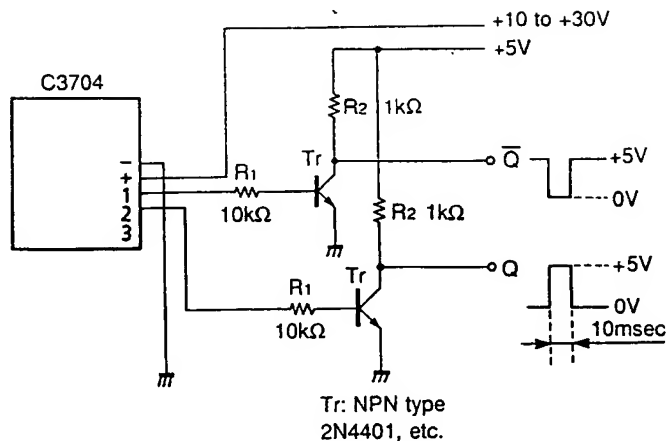 +10 to +30V
+5V
C3704
R2 1kΩ
Tr
Q̅
+5V
0V
−
+
1
2
3
R1
10kΩ
R2 1kΩ
Tr
Q
+5V
0V
R1
10kΩ
10msec
Tr: NPN type
2N4401, etc.